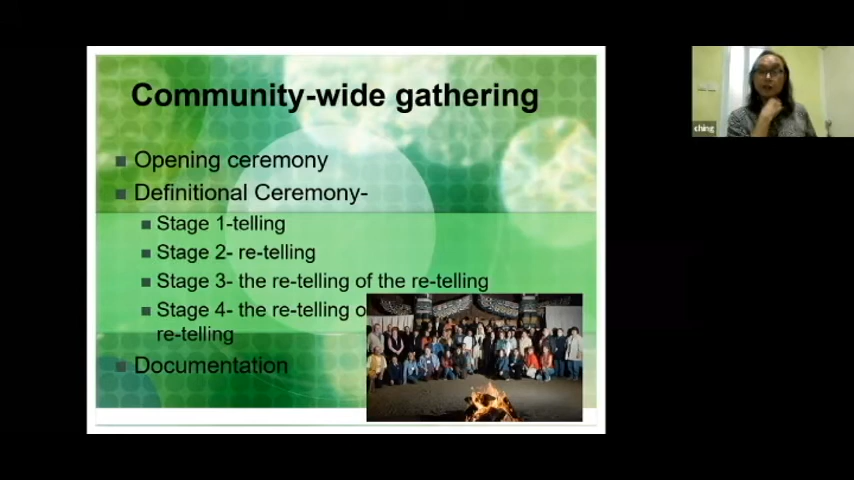 Community-wide gathering
Opening ceremony
Definitional Ceremony-
Stage 1-telling
Stage 2- re-telling
Stage 3- the re-telling of the re-telling
Stage 4- the re-telling o
re-telling
Documentation
ching